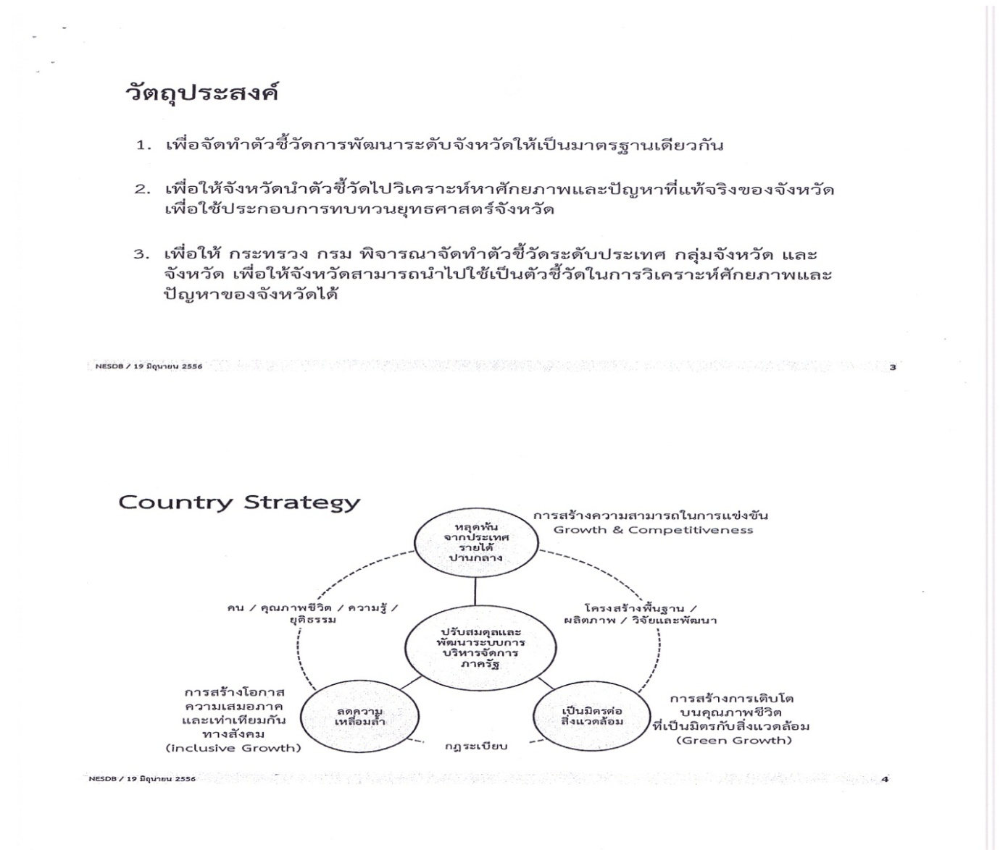 วัตถุประสงค์
1. เพื่อจัดทำตัวชี้วัดการพัฒนาระดับจังหวัดให้เป็นมาตรฐานเดียวกัน
2. เพื่อให้จังหวัดนำตัวชี้วัดไปวิเคราะห์หาศักยภาพและปัญหาที่แท้จริงของจังหวัด
เพื่อใช้ประกอบการทบทวนยุทธศาสตร์จังหวัด
3. เพื่อให้ กระทรวง กรม พิจารณาจัดทำตัวชี้วัดระดับประเทศ กลุ่มจังหวัด และ
จังหวัด เพื่อให้จังหวัดสามารถนำไปใช้เป็นตัวชี้วัดในการวิเคราะห์ศักยภาพและ
ปัญหาของจังหวัดได้
NESDB / 19 มิถุนายน 2556
3
Country Strategy
หลุดพ้น
จากประเทศ
รายได้
ปานกลาง
การสร้างความสามารถในการแข่งขัน
Growth & Competitiveness
คน / คุณภาพชีวิต / ความรู้ /
ยุติธรรม
โครงสร้างพื้นฐาน /
ผลิตภาพ / วิจัยและพัฒนา
ปรับสมดุลและ
พัฒนาระบบการ
บริหารจัดการ
ภาครัฐ
การสร้างโอกาส
ความเสมอภาค
และเท่าเทียมกัน
ทางสังคม
(inclusive Growth)
ลดความ
เหลื่อมล้ำ
กฎระเบียบ
เป็นมิตรต่อ
สิ่งแวดล้อม
การสร้างการเติบโต
บนคุณภาพชีวิต
ที่เป็นมิตรกับสิ่งแวดล้อม
(Green Growth)
NESDB / 19 มิถุนายน 2556
4